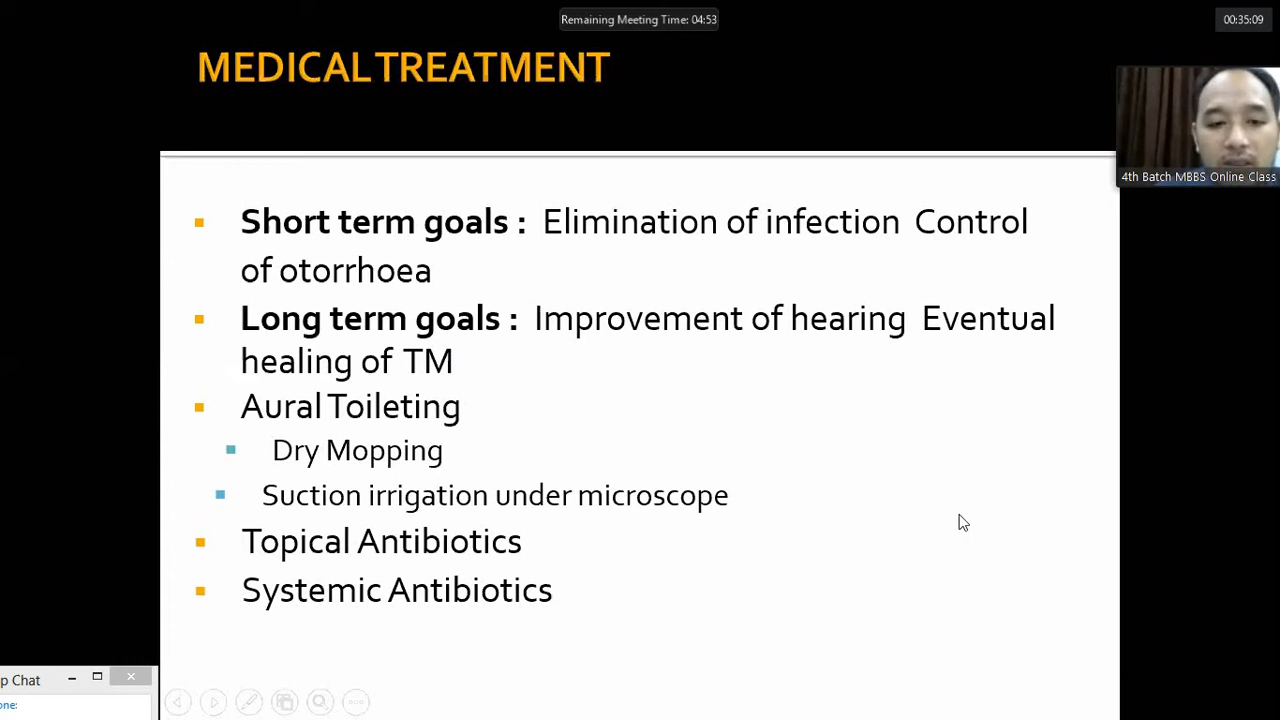 Remaining Meeting Time: 04:53
00:35:09
MEDICAL TREATMENT
4th Batch MBBS Online Class
Short term goals : Elimination of infection Control
of otorrhoea
Long term goals : Improvement of hearing Eventual
healing of TM
Aural Toileting
Dry Mopping
Suction irrigation under microscope
Topical Antibiotics
Systemic Antibiotics
p Chat
one: